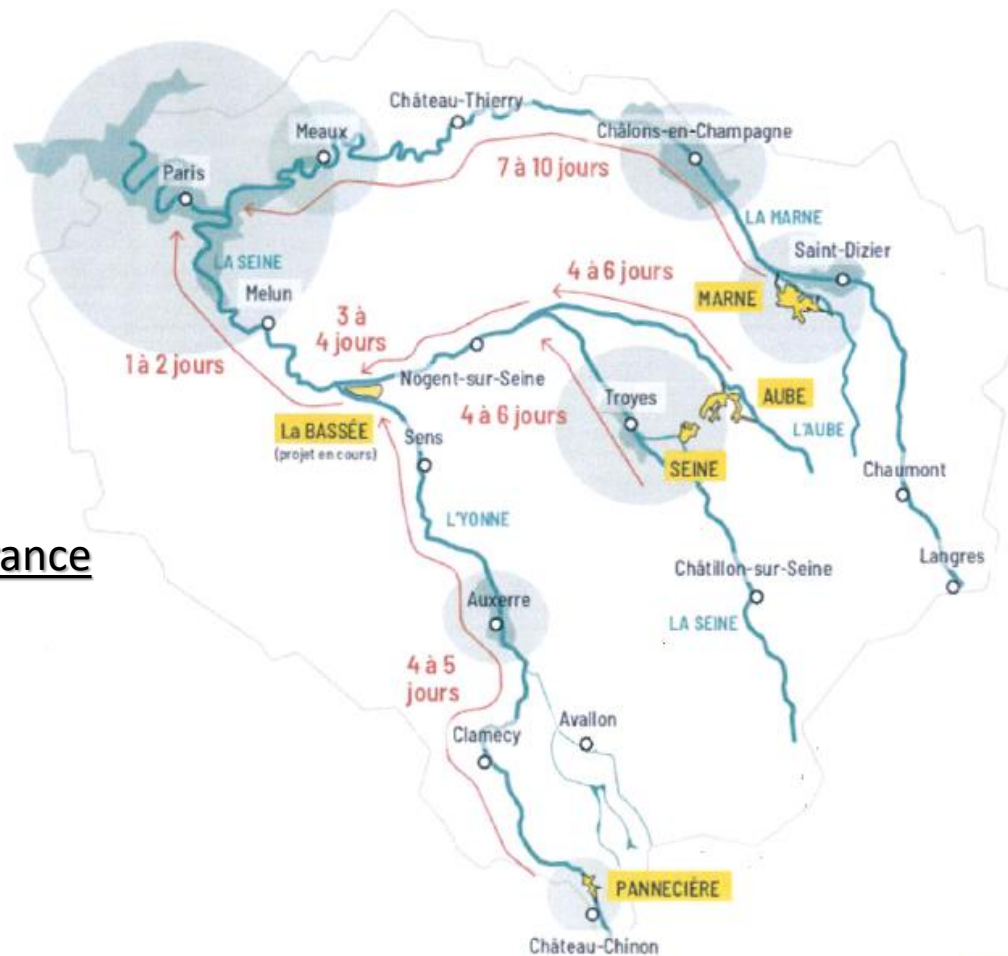 Château-Thierry
Meaux
Châlons-en-Champagne
7 à 10 jours
Paris
LA MARNE
Saint-Dizier
LA SEINE
4 à 6 jours
MARNE
Melun
3 à
4 jours
1 à 2 jours
Nogent-sur-Seine
Troyes
AUBE
4 à 6 jours
La BASSÉE
(projet en cours)
Sens
L'AUBE
SEINE
Chaumont
L'YONNE
rance
Châtillon-sur-Seine
Langres
Auxerre
LA SEINE
4 à 5
jours
Avallon
Clamecy
PANNECIÈRE
Château-Chinon